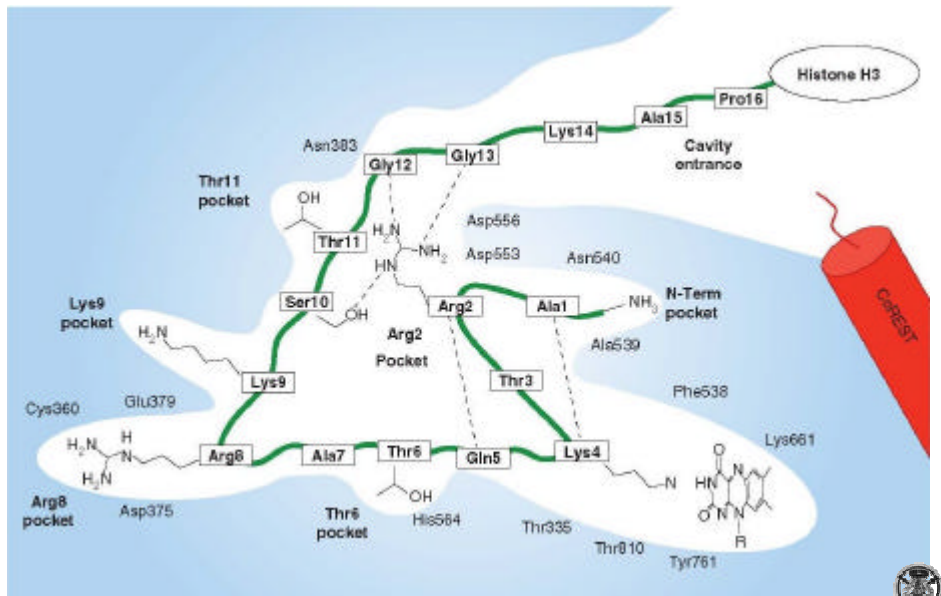 Histone H3
Pro16
Ala15
Lys14
Cavity
entrance
Gly13
Gly12
Asn383
Thr11
pocket
OH
Thr11
H₂N
NH₂
HN
Asp556
Asp553
Asn540
Ser10
OH
Lys9
pocket
H₂N
Arg2
Ala1
NH₃
N-Term
pocket
Arg2
Pocket
Ala539
CoREST
Lys9
Thr3
Phe538
Cys360
Glu379
H₂N
H
N
H₂N
Arg8
Ala7
Thr6
Gln5
Lys4
Lys661
N
O
HN
N
N
O
N
N
R
Arg8
pocket
Asp375
OH
Thr6
pocket
His564
Thr335
Thr810
Tyr761